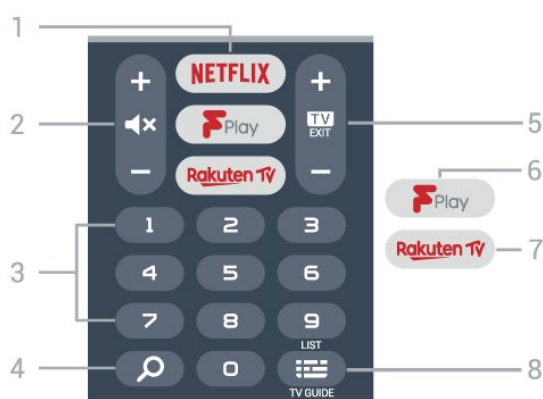 1
NETFLIX
+ +
2
F Play
TV
EXIT
5
6
- -
Rakuten TV
F Play
1 2 3
Rakuten TV
7
3
4 5 6
7 8 9
LIST
4
0
8
TV GUIDE